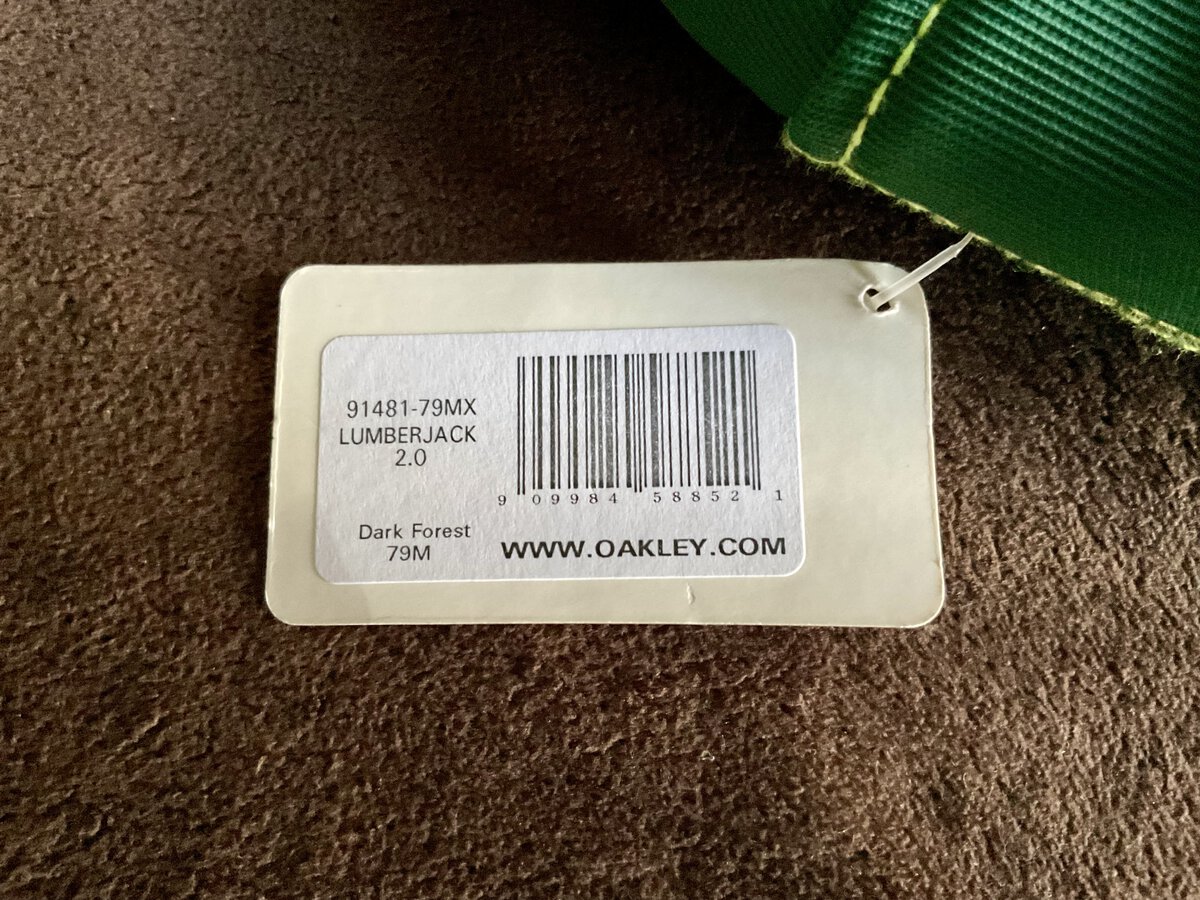 91481-79MX
LUMBERJACK
2.0
9 09984 58852 1
Dark Forest
79M
WWW.OAKLEY.COM